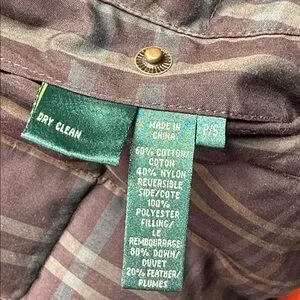 DRY CLEAN
MADE IN
CHINA
P/S
60% COTTON/
COTON
40% NYLON
REVERSIBLE
SIDE/COTE
100%
POLYESTER
FILLING/
LE
REMBOURRAGE:
80% DOWN/
DUVET
20% FEATHER/
PLUMES